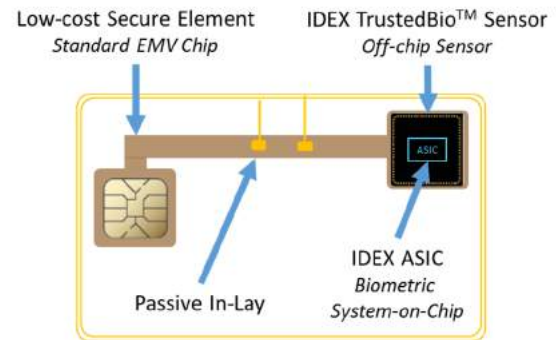 Low-cost Secure Element
Standard EMV Chip
IDEX TrustedBio™ Sensor
Off-chip Sensor
ASIC
Passive In-Lay
IDEX ASIC
Biometric
System-on-Chip